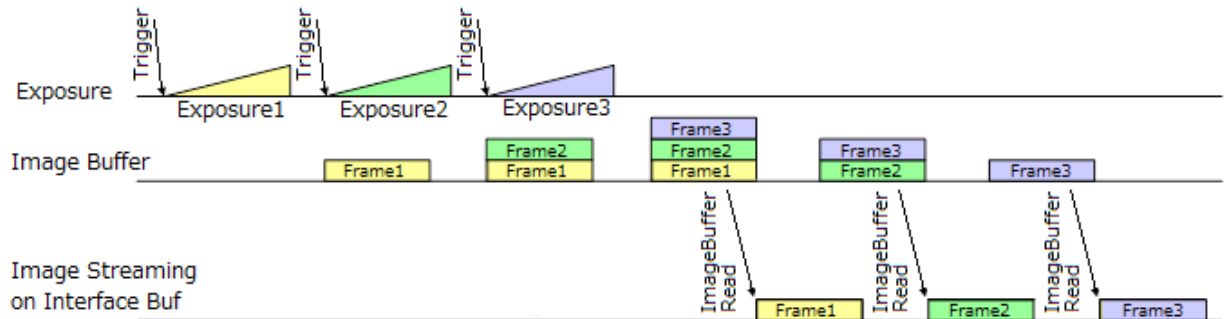 Trigger
Trigger
Trigger
Exposure
Exposure1
Exposure2
Exposure3
Image Buffer
Frame1
Frame2
Frame1
Frame3
Frame2
Frame1
Frame3
Frame2
Frame3
ImageBuffer
Read
ImageBuffer
Read
ImageBuffer
Read
Image Streaming
on Interface Buf
Frame1
Frame2
Frame3